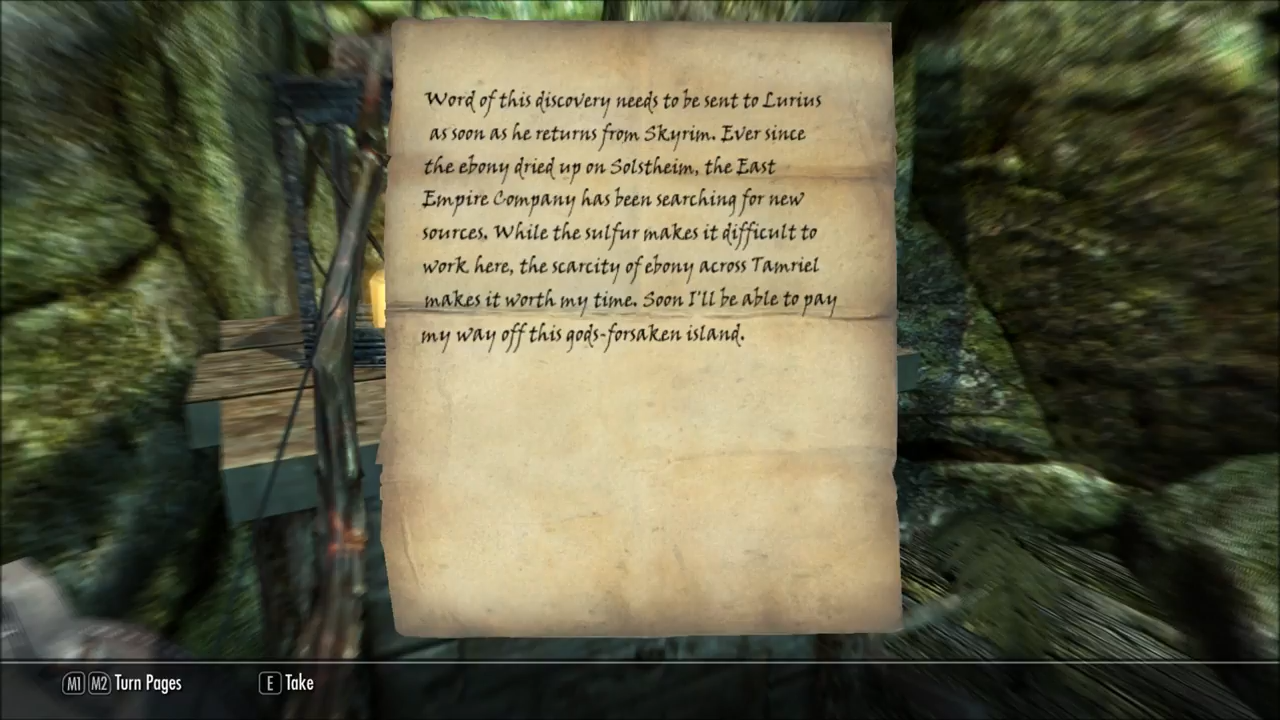 Word of this discovery needs to be sent to Lurius
as soon as he returns from Skyrim. Ever since
the ebony dried up on Solstheim, the East
Empire Company has been searching for new
sources. While the sulfur makes it difficult to
work here, the scarcity of ebony across Tamriel
makes it worth my time. Soon I'll be able to pay
my way off this gods-forsaken island.
M1 M2 Turn Pages E Take